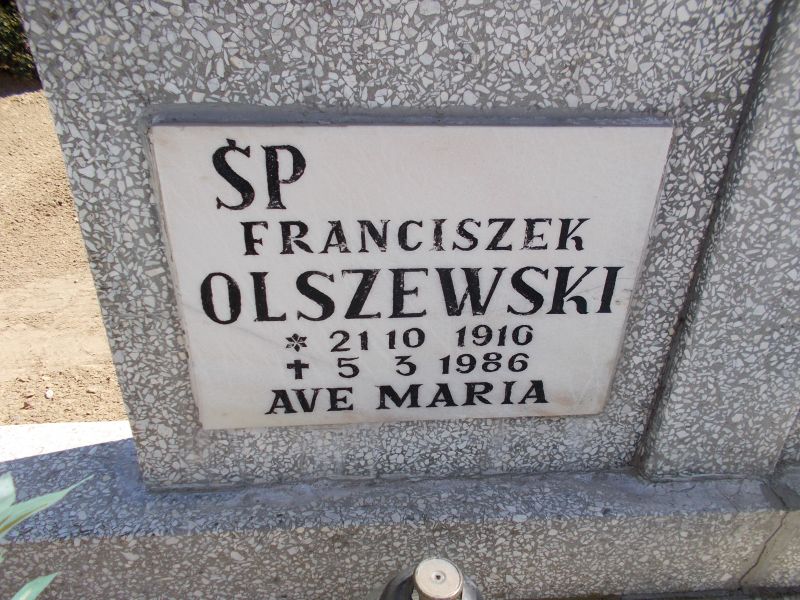 ŚP
FRANCISZEK
OLSZEWSKI
* 21 10 1910
✝ 5 3 1986
AVE MARIA